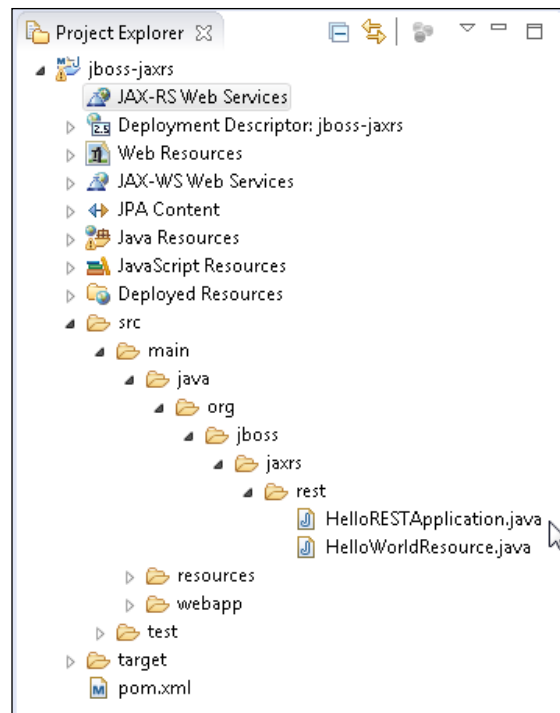 Project Explorer
jboss-jaxrs
JAX-RS Web Services
2.5 Deployment Descriptor: jboss-jaxrs
Web Resources
JAX-WS Web Services
JPA Content
Java Resources
JavaScript Resources
Deployed Resources
src
main
java
org
jboss
jaxrs
rest
J HelloRESTApplication.java
J HelloWorldResource.java
resources
webapp
test
target
M pom.xml